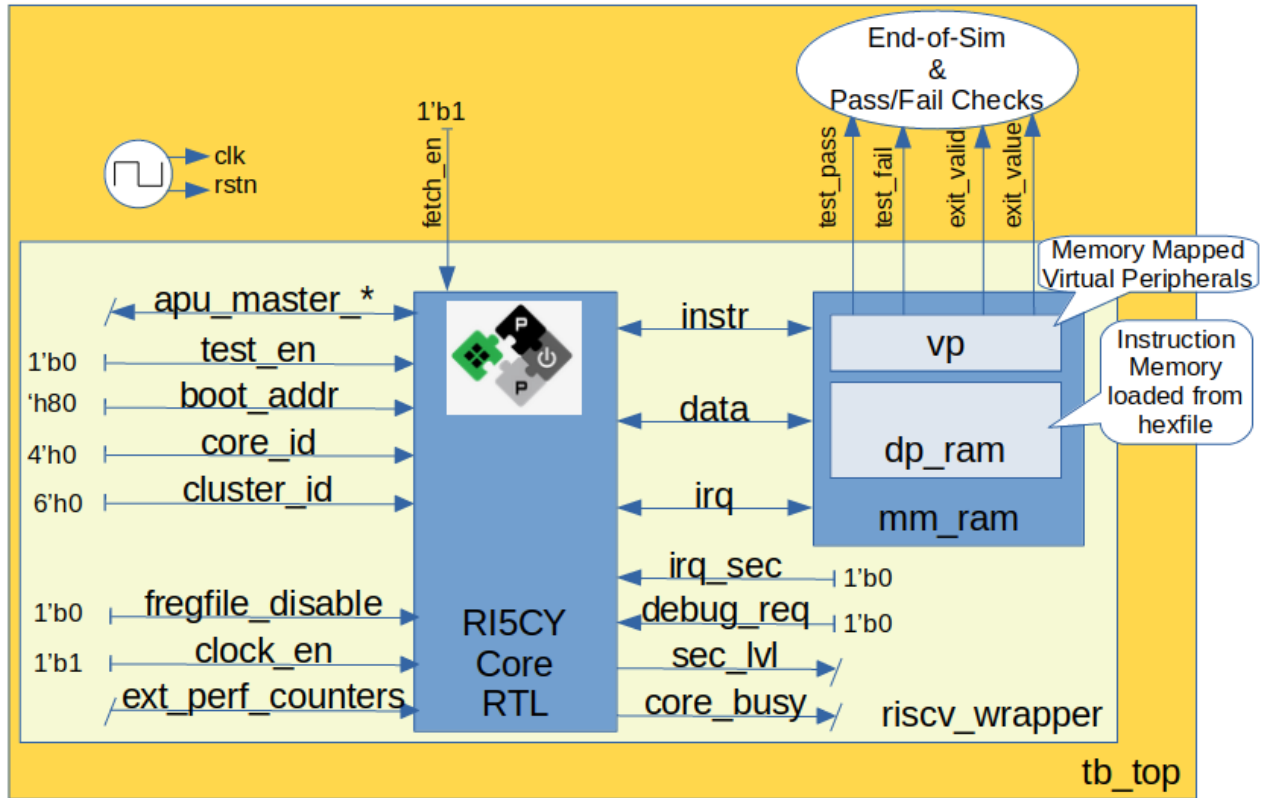 End-of-Sim
&
Pass/Fail Checks
1'b1
clk
rstn
fetch_en
test_pass
test_fail
exit_valid
exit_value
Memory Mapped
Virtual Peripherals
apu_master_*
instr
vp
1'b0
test_en
Instruction
Memory
loaded from
hexfile
'h80
boot_addr
data
4'h0
core_id
dp_ram
6'h0
cluster_id
irq
mm_ram
irq_sec
1'b0
1'b0
fregfile_disable
debug_req
1'b0
1'b1
clock_en
RI5CY
Core
RTL
sec_lvl
ext_perf_counters
core_busy
riscv_wrapper
tb_top
P
P